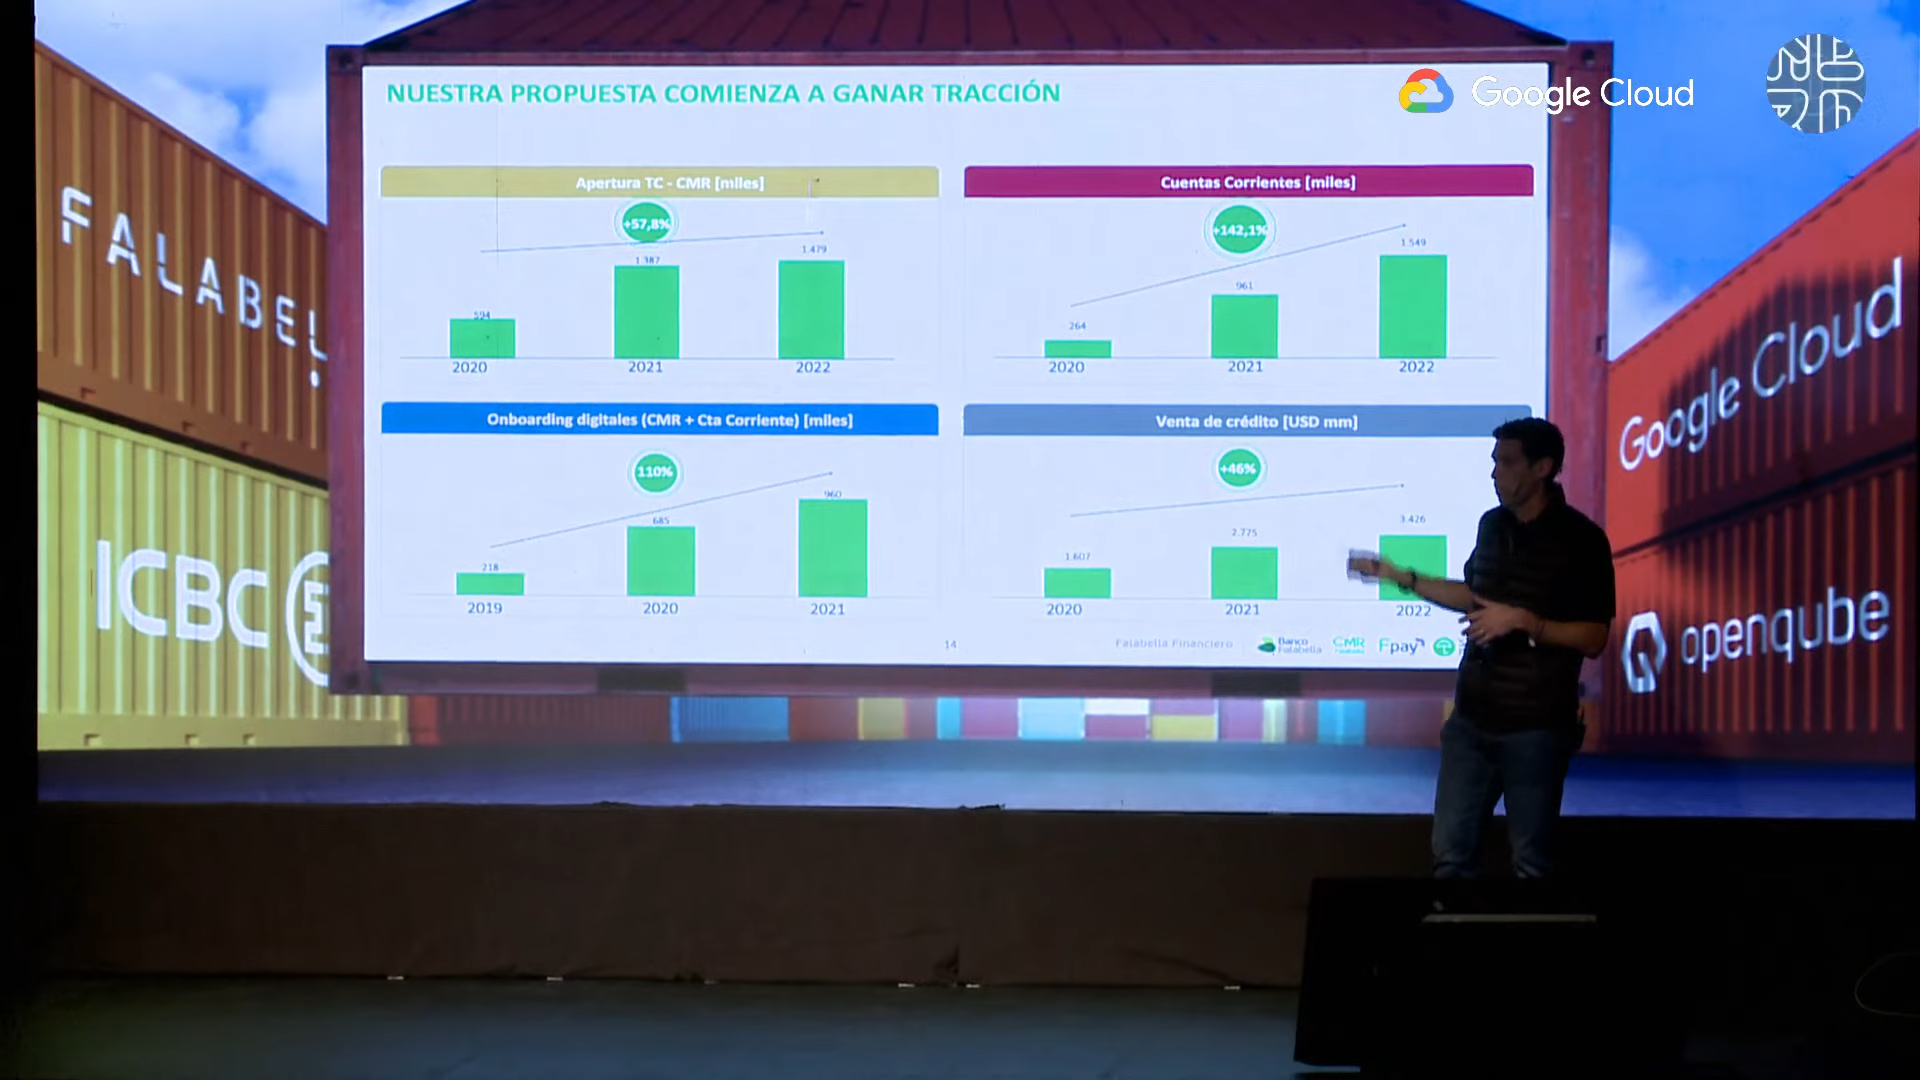 NUESTRA PROPUESTA COMIENZA A GANAR TRACCIÓN
Google Cloud
Apertura TC - CMR [miles]
+57,8%
594
1.387
1.479
2020
2021
2022
Cuentas Corrientes [miles]
+142,1%
264
961
1.549
2020
2021
2022
Onboarding digitales (CMR + Cta Corriente) [miles]
110%
218
685
960
2019
2020
2021
Venta de crédito [USD mm]
+46%
1.607
2.775
3.426
2020
2021
2022
14
Falabella Financiero
Banco
Falabella
CMR
Fpay
FALABEL
ICBC
Google Cloud
openqube